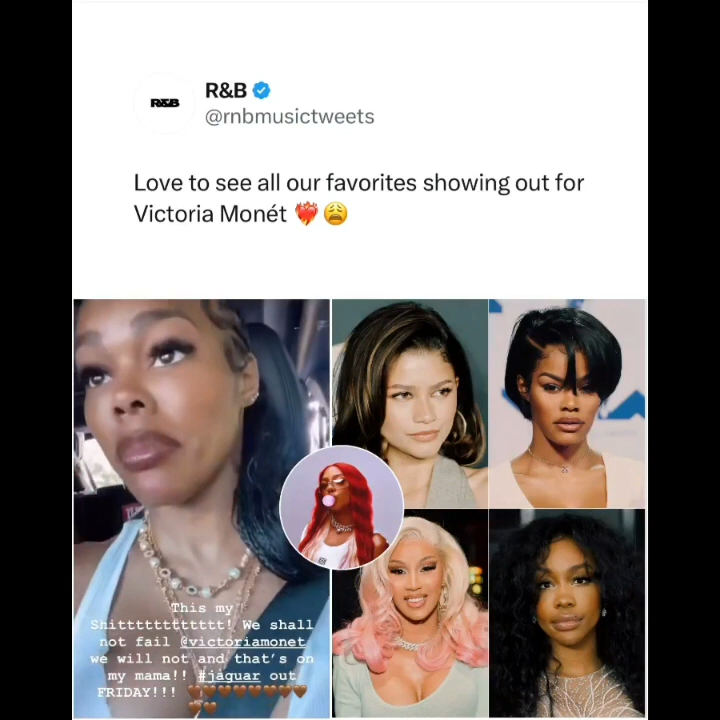 R&B
R&B
@rnbmusictweets
Love to see all our favorites showing out for
Victoria Monét ❤️‍🔥😩
This my
Shittttttttttttt! We shall
not fail @victoriamonet
we will not and that's on
my mama!! #jaguar out
FRIDAY!!! 🤎🤎🤎🤎🤎🤎🤎🤎
🤎🤎